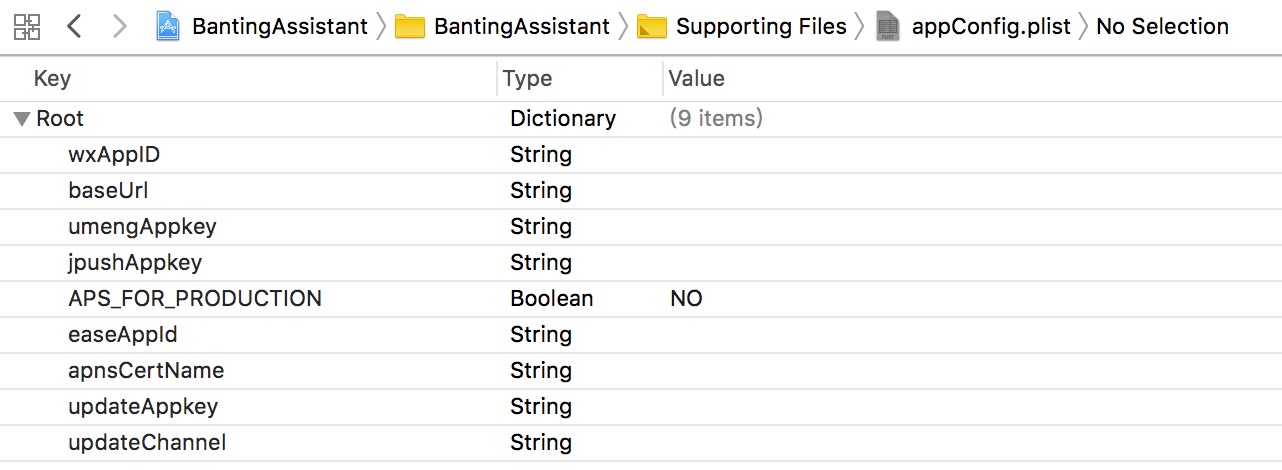 BantingAssistant BantingAssistant Supporting Files appConfig.plist No Selection
Key Type Value
Root Dictionary (9 items)
wxAppID String
baseUrl String
umengAppkey String
jpushAppkey String
APS_FOR_PRODUCTION Boolean NO
easeAppId String
apnsCertName String
updateAppkey String
updateChannel String